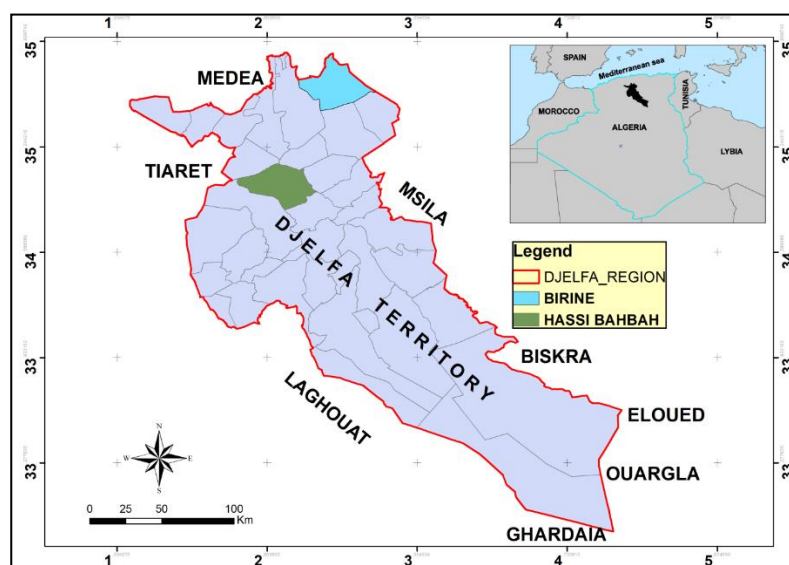 1 2 3 4 5
35
35
34
33
33
35
35
34
33
33
MEDEA
TIARET
MSILA
DJELFA TERRITORY
BISKRA
LAGHOUAT
ELOUED
OUARGLA
GHARDAIA
SPAIN
Mediterranean sea
MOROCCO
TUNISIA
ALGERIA
LYBIA
Legend
DJELFA_REGION
BIRINE
HASSI BAHBAH
N
W E
S
0 25 50 100
Km
1 2 3 4 5